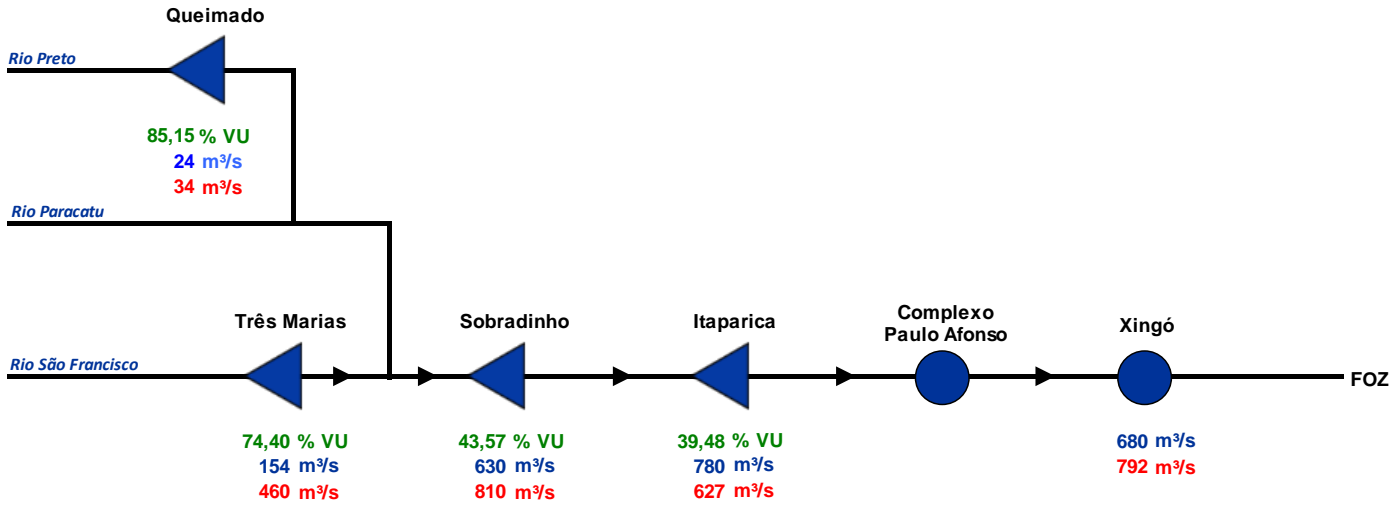 Queimado
Rio Preto
85,15 % VU
24 m³/s
34 m³/s
Rio Paracatu
Três Marias
Sobradinho
Itaparica
Complexo
Paulo Afonso
Xingó
Rio São Francisco
FOZ
74,40 % VU
154 m³/s
460 m³/s
43,57 % VU
630 m³/s
810 m³/s
39,48 % VU
780 m³/s
627 m³/s
680 m³/s
792 m³/s